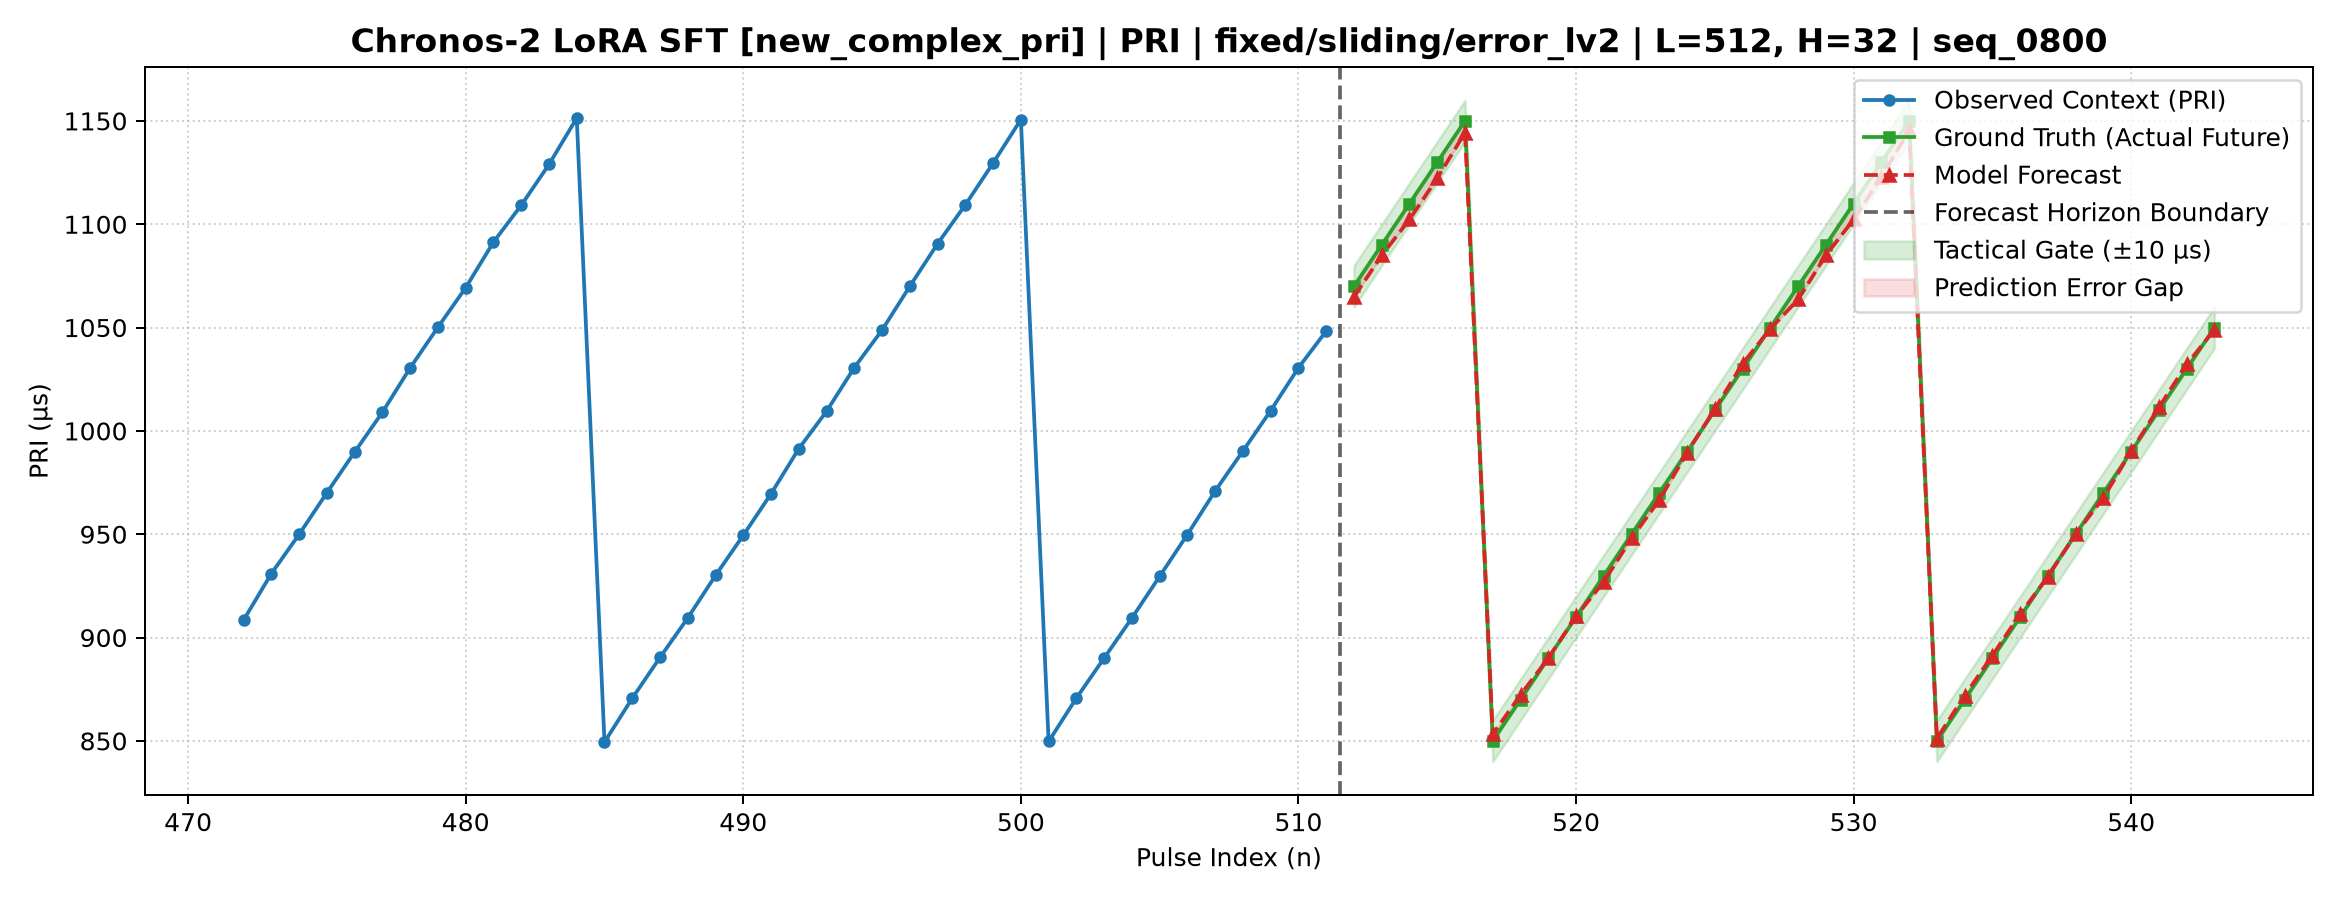 Chronos-2 LoRA SFT [new_complex_pri] | PRI | fixed/sliding/error_lv2 | L=512, H=32 | seq_0800
Observed Context (PRI)
Ground Truth (Actual Future)
Model Forecast
Forecast Horizon Boundary
Tactical Gate (±10 μs)
Prediction Error Gap
PRI (μs)
1150
1100
1050
1000
950
900
850
470 480 490 500 510 520 530 540
Pulse Index (n)